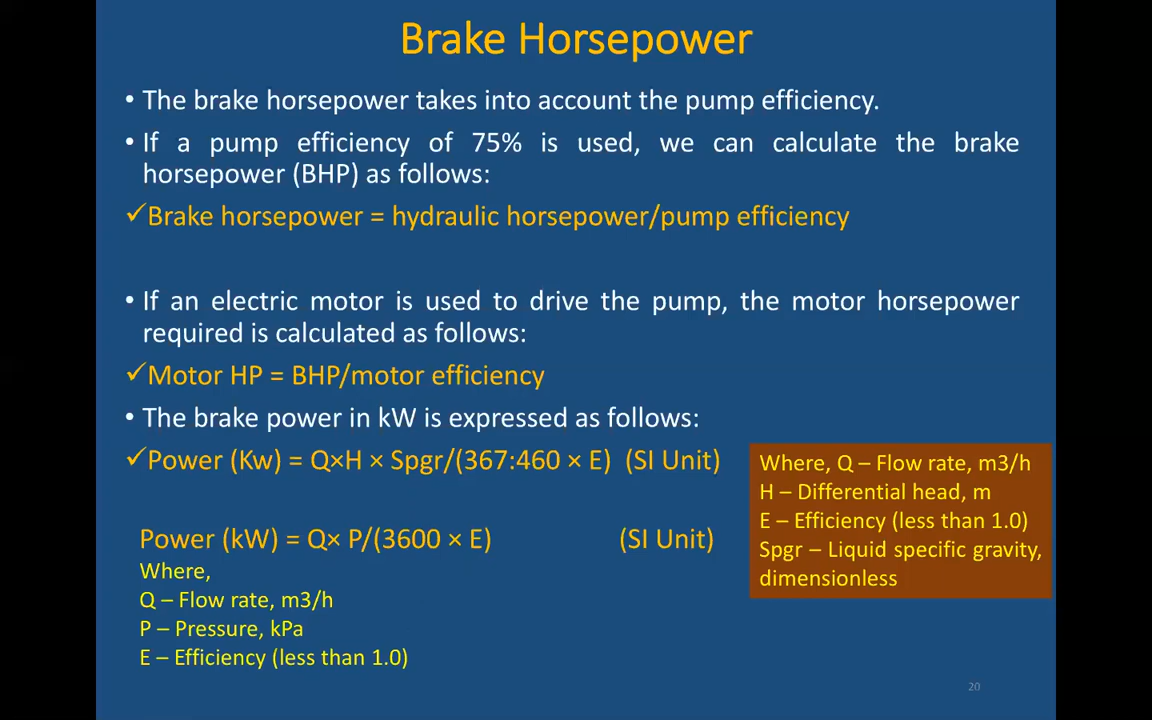 Brake Horsepower
• The brake horsepower takes into account the pump efficiency.
• If a pump efficiency of 75% is used, we can calculate the brake
horsepower (BHP) as follows:
✓Brake horsepower = hydraulic horsepower/pump efficiency
• If an electric motor is used to drive the pump, the motor horsepower
required is calculated as follows:
✓Motor HP = BHP/motor efficiency
• The brake power in kW is expressed as follows:
✓Power (Kw) = Q×H × Spgr/(367:460 × E) (SI Unit)
Power (kW) = Q× P/(3600 × E) (SI Unit)
Where,
Q – Flow rate, m3/h
P – Pressure, kPa
E – Efficiency (less than 1.0)
Where, Q – Flow rate, m3/h
H – Differential head, m
E – Efficiency (less than 1.0)
Spgr – Liquid specific gravity,
dimensionless
20